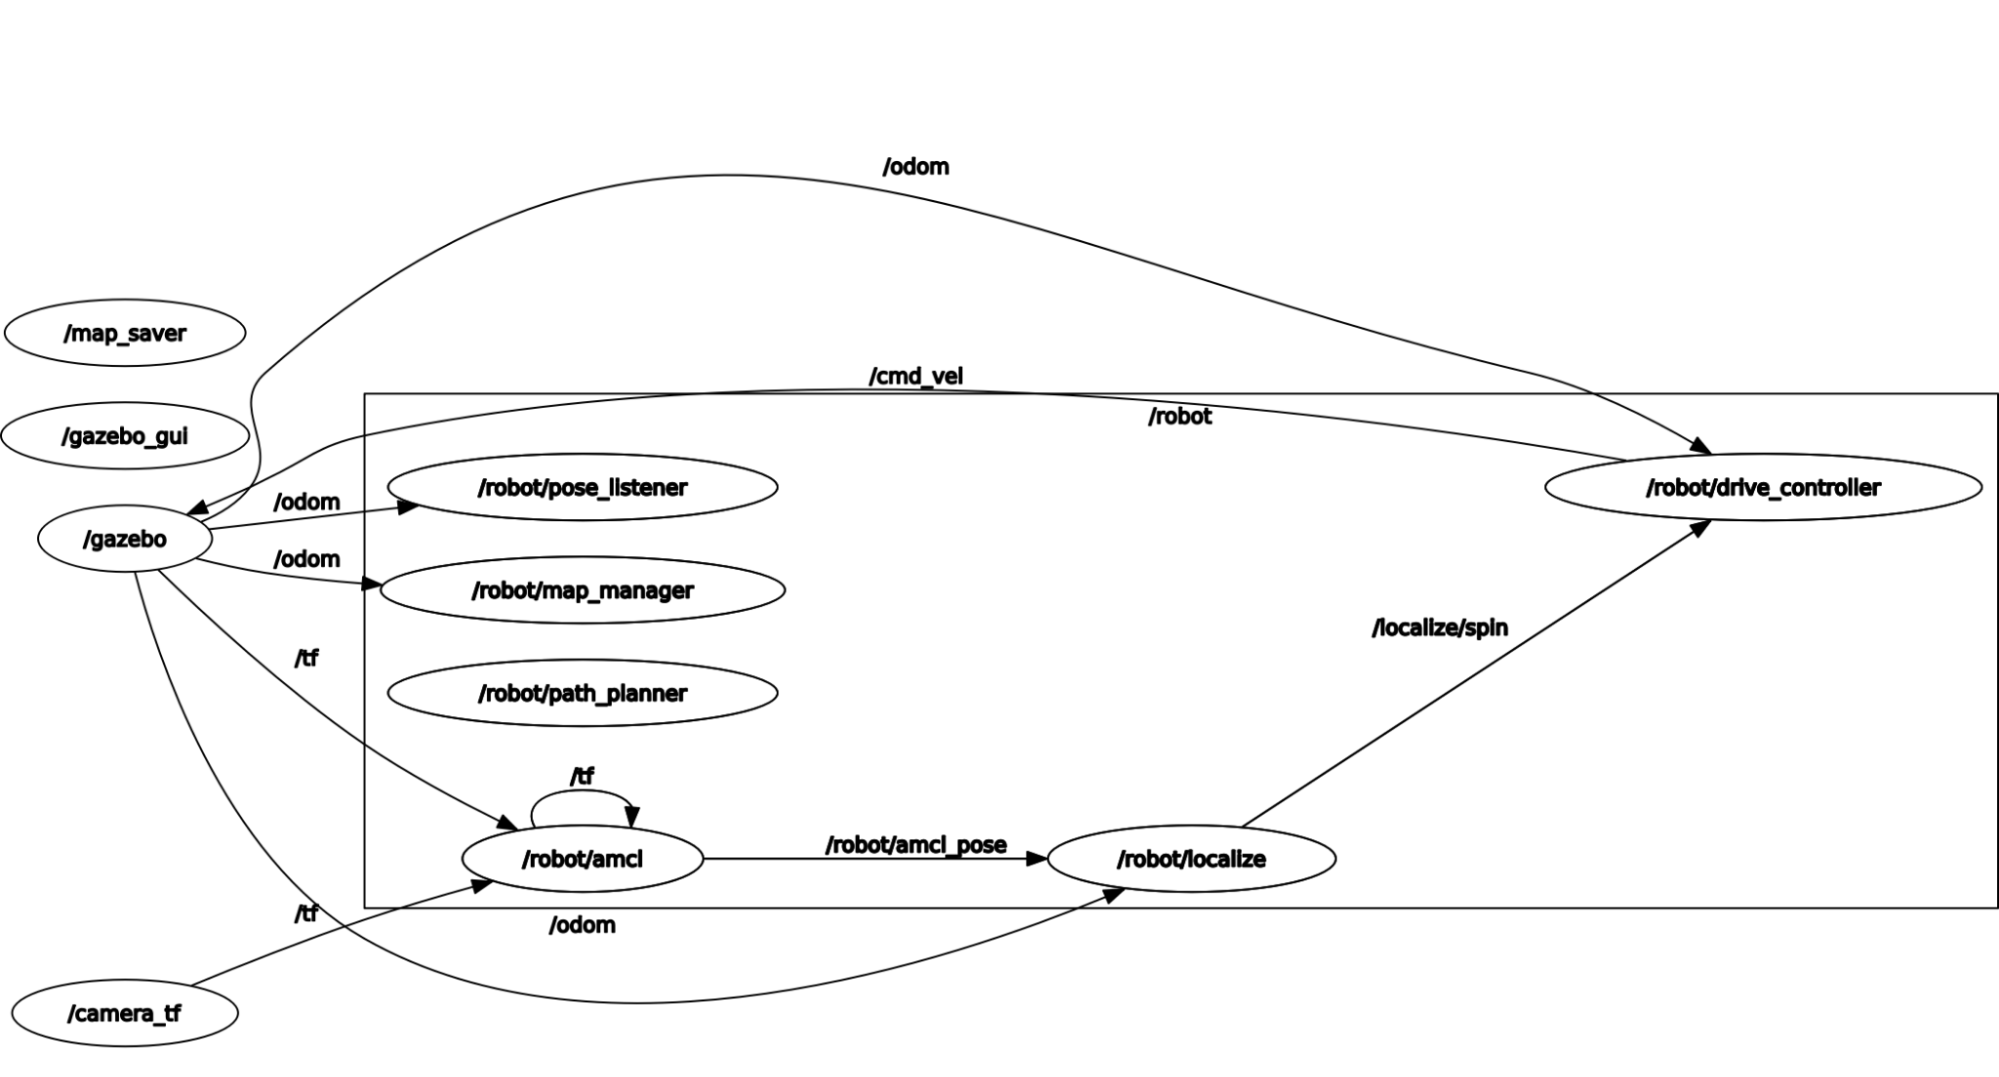 /odom
/map_saver
/cmd_vel
/robot
/gazebo_gui
/robot/pose_listener
/robot/drive_controller
/odom
/gazebo
/odom
/robot/map_manager
/localize/spin
/tf
/robot/path_planner
/tf
/robot/amcl_pose
/robot/amcl
/robot/localize
/tf
/odom
/camera_tf